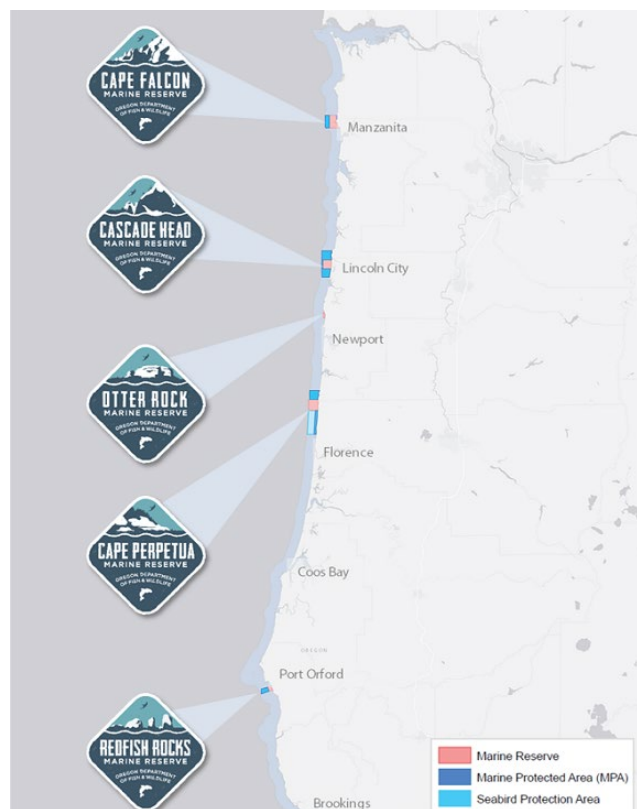 CAPE FALCON
MARINE RESERVE
OREGON DEPARTMENT
OF FISH & WILDLIFE
Manzanita
CASCADE HEAD
MARINE RESERVE
OREGON DEPARTMENT
OF FISH & WILDLIFE
Lincoln City
Newport
OTTER ROCK
MARINE RESERVE
OREGON DEPARTMENT
OF FISH & WILDLIFE
Florence
CAPE PERPETUA
MARINE RESERVE
OREGON DEPARTMENT
OF FISH & WILDLIFE
Coos Bay
OREGON
Port Orford
REDFISH ROCKS
MARINE RESERVE
OREGON DEPARTMENT
OF FISH & WILDLIFE
Brookings
Marine Reserve
Marine Protected Area (MPA)
Seabird Protection Area